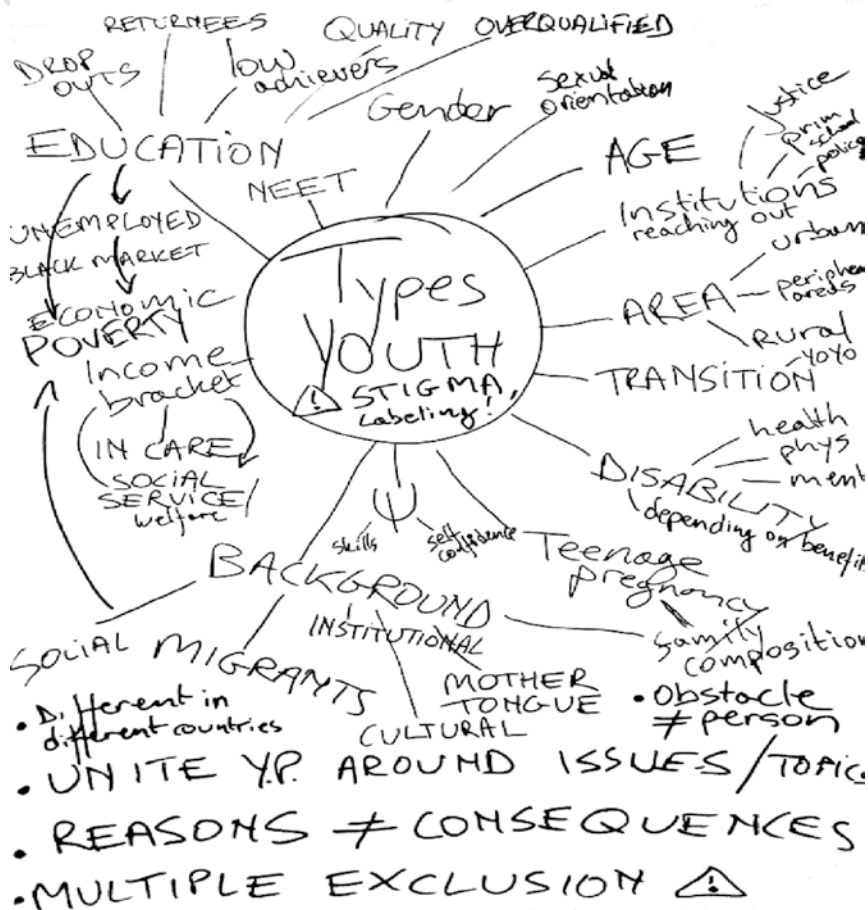 RETURNEES
QUALITY
OVERQUALIFIED
DROP
OUTS
low
achievers
EDUCATION
Gender
sexual
orientation
NEET
AGE
justice
prim
school
police
Institutions
reaching out
UNEMPLOYED
BLACK MARKET
ECONOMIC
POVERTY
Income
bracket
IN CARE
SOCIAL
SERVICE/
welfare
Types
YOUTH
⚠ STIGMA,
Labeling!
AREA
urban
peripheral
areas
Rural
TRANSITION
YOYO
DISABILITY
health
phys
ment
depending on benefits
Ψ
skills
self
confidence
Teenage
pregnancy
family
composition
BACKGROUND
INSTITUTIONAL
SOCIAL
MIGRANTS
CULTURAL
MOTHER
TONGUE
• Different in
different countries
• Obstacle
≠ person
• UNITE Y.P. AROUND ISSUES/TOPICS
• REASONS ≠ CONSEQUENCES
• MULTIPLE EXCLUSION ⚠